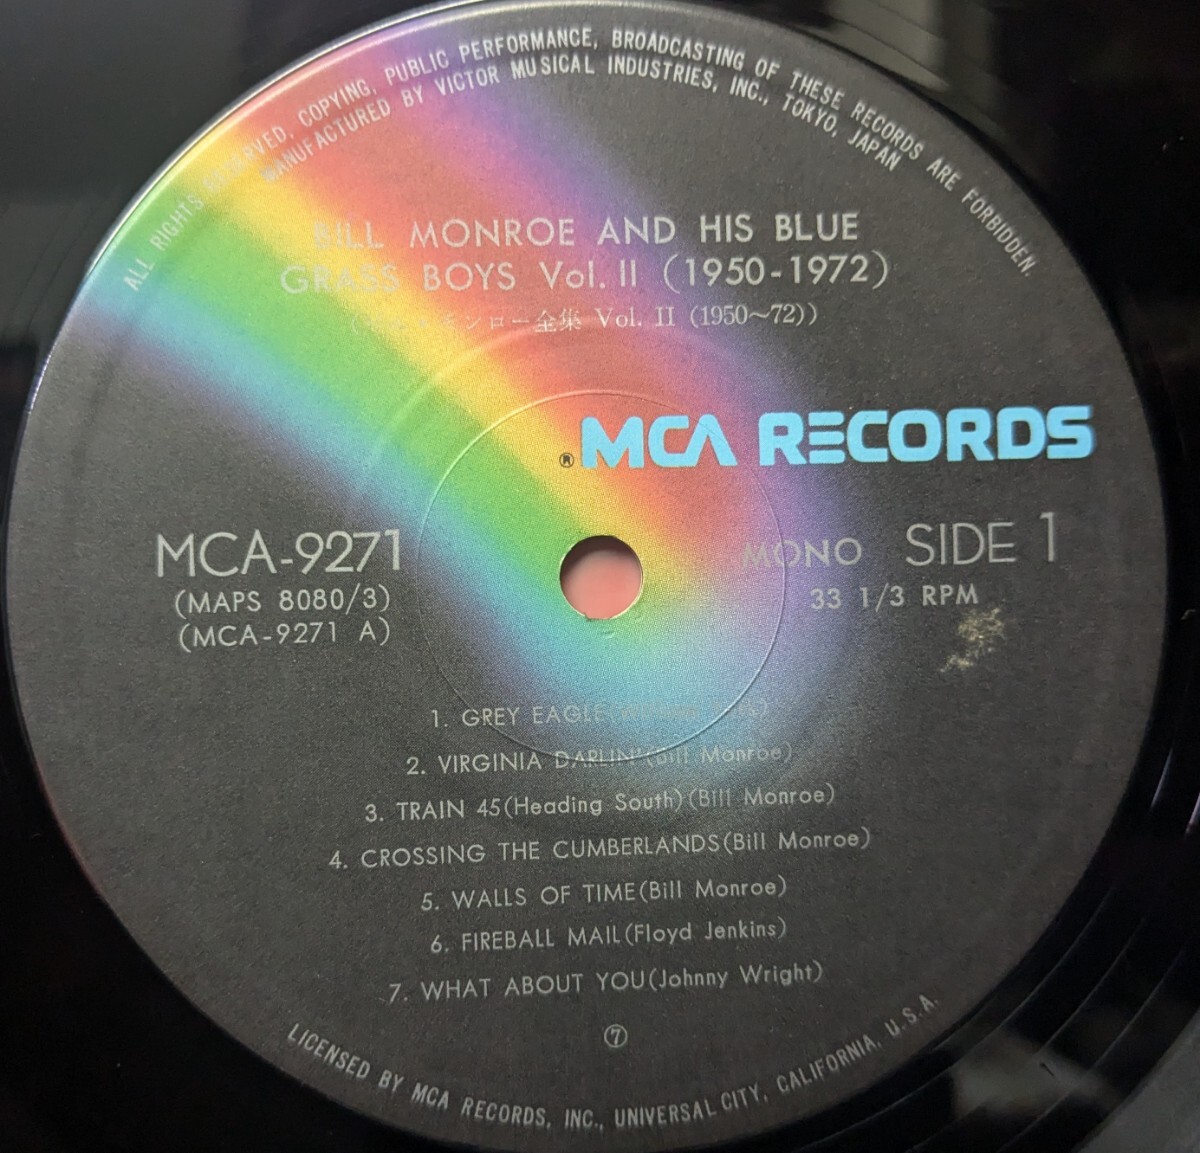 ALL RIGHTS RESERVED. COPYING, PUBLIC PERFORMANCE, BROADCASTING OF THESE RECORDS ARE FORBIDDEN.
MANUFACTURED BY VICTOR MUSICAL INDUSTRIES, INC., TOKYO, JAPAN
BILL MONROE AND HIS BLUE
GRASS BOYS Vol. II (1950-1972)
モンロー全集 Vol. II (1950〜72))
® MCA RECORDS
MCA-9271
(MAPS 8080/3)
(MCA-9271 A)
MONO SIDE 1
33 1/3 RPM
1. GREY EAGLE
2. VIRGINIA DARLIN' (Bill Monroe)
3. TRAIN 45 (Heading South) (Bill Monroe)
4. CROSSING THE CUMBERLANDS (Bill Monroe)
5. WALLS OF TIME (Bill Monroe)
6. FIREBALL MAIL (Floyd Jenkins)
7. WHAT ABOUT YOU (Johnny Wright)
⑦
LICENSED BY MCA RECORDS, INC., UNIVERSAL CITY, CALIFORNIA, U.S.A.